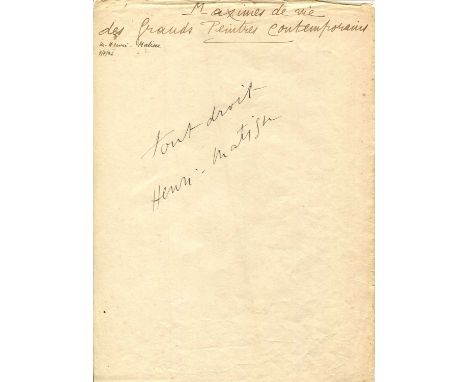 Maximes de vie
des Grands Peintres Contemporains
M. Henri-Matisse
tout droit
Henri-Matisse